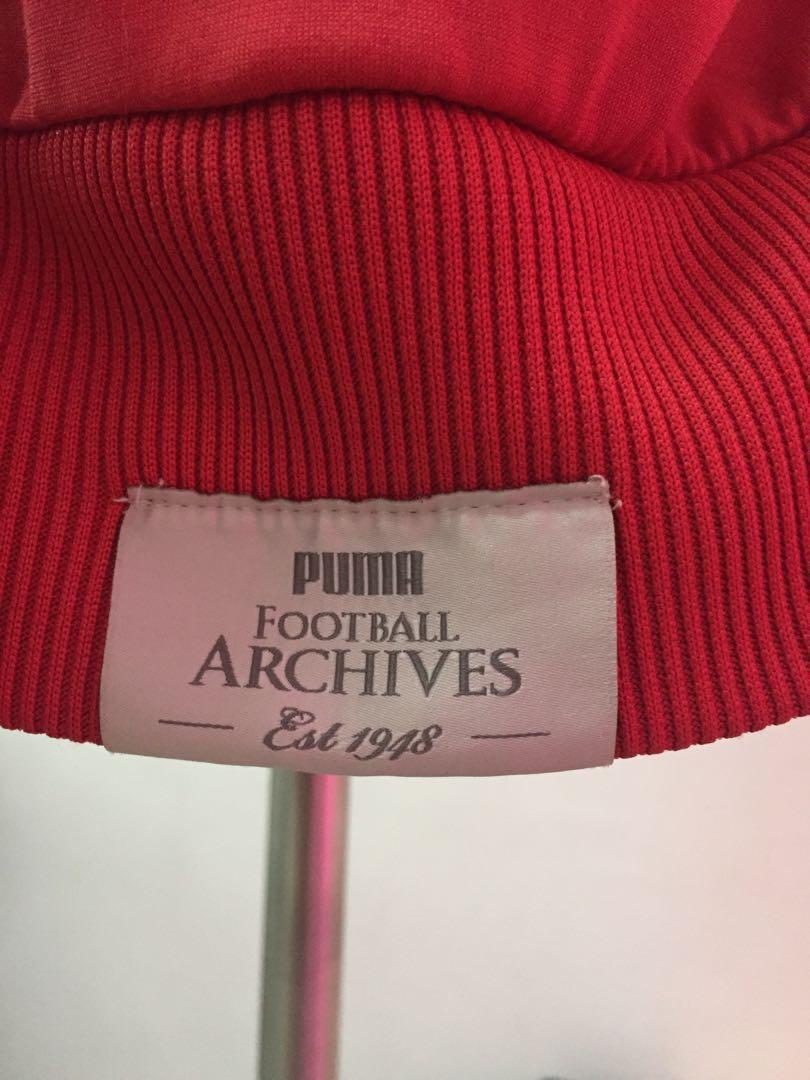 PUMA
FOOTBALL
ARCHIVES
Est 1948